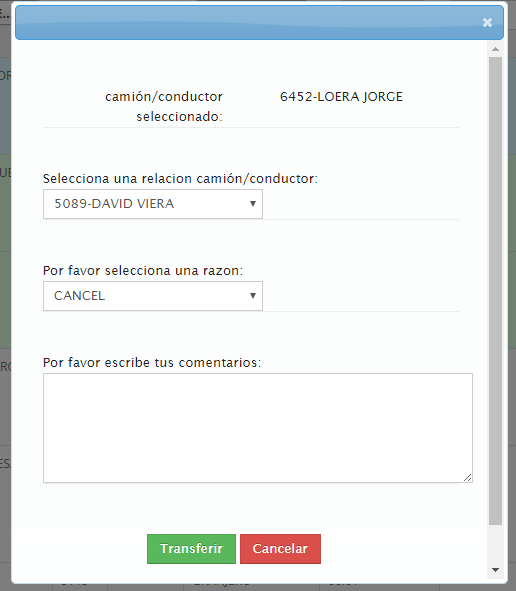 camión/conductor 6452-LOERA JORGE
seleccionado:
Selecciona una relacion camión/conductor:
5089-DAVID VIERA
Por favor selecciona una razon:
CANCEL
Por favor escribe tus comentarios:
Transferir Cancelar